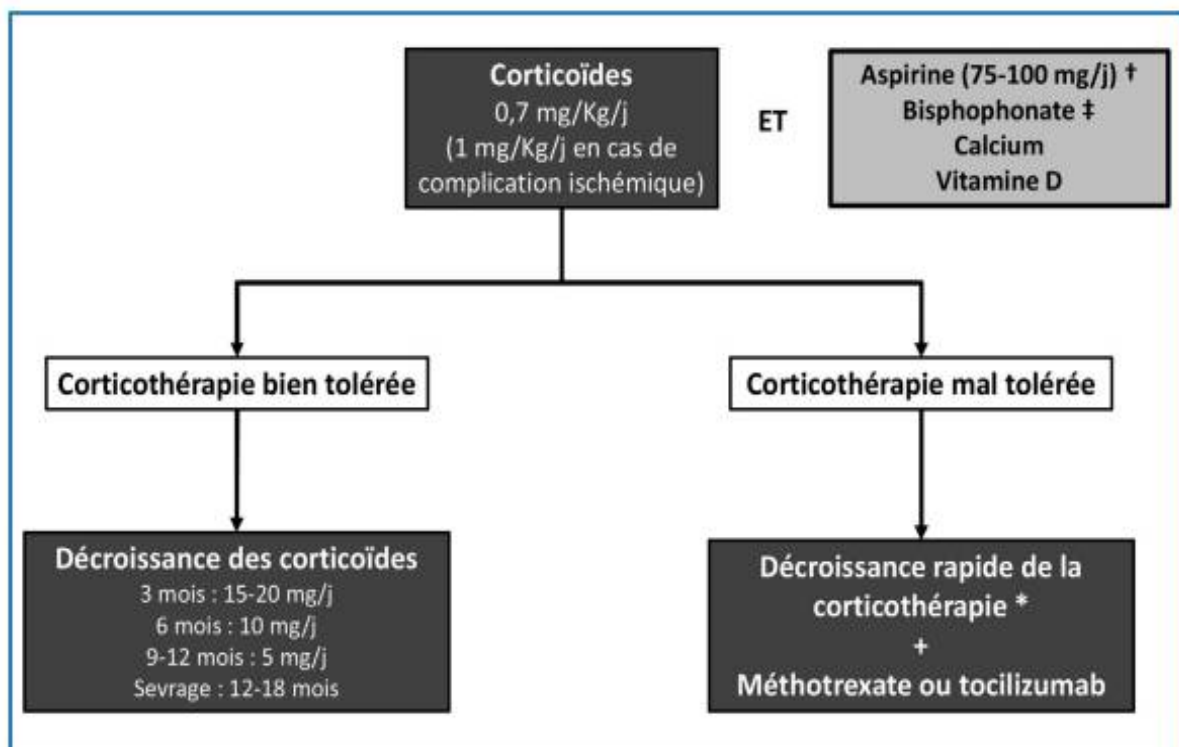 Corticoïdes
0,7 mg/Kg/j
(1 mg/Kg/j en cas de
complication ischémique)
ET
Aspirine (75-100 mg/j) †
Bisphophonate ‡
Calcium
Vitamine D
Corticothérapie bien tolérée
Corticothérapie mal tolérée
Décroissance des corticoïdes
3 mois : 15-20 mg/j
6 mois : 10 mg/j
9-12 mois : 5 mg/j
Sevrage : 12-18 mois
Décroissance rapide de la
corticothérapie *
+
Méthotrexate ou tocilizumab